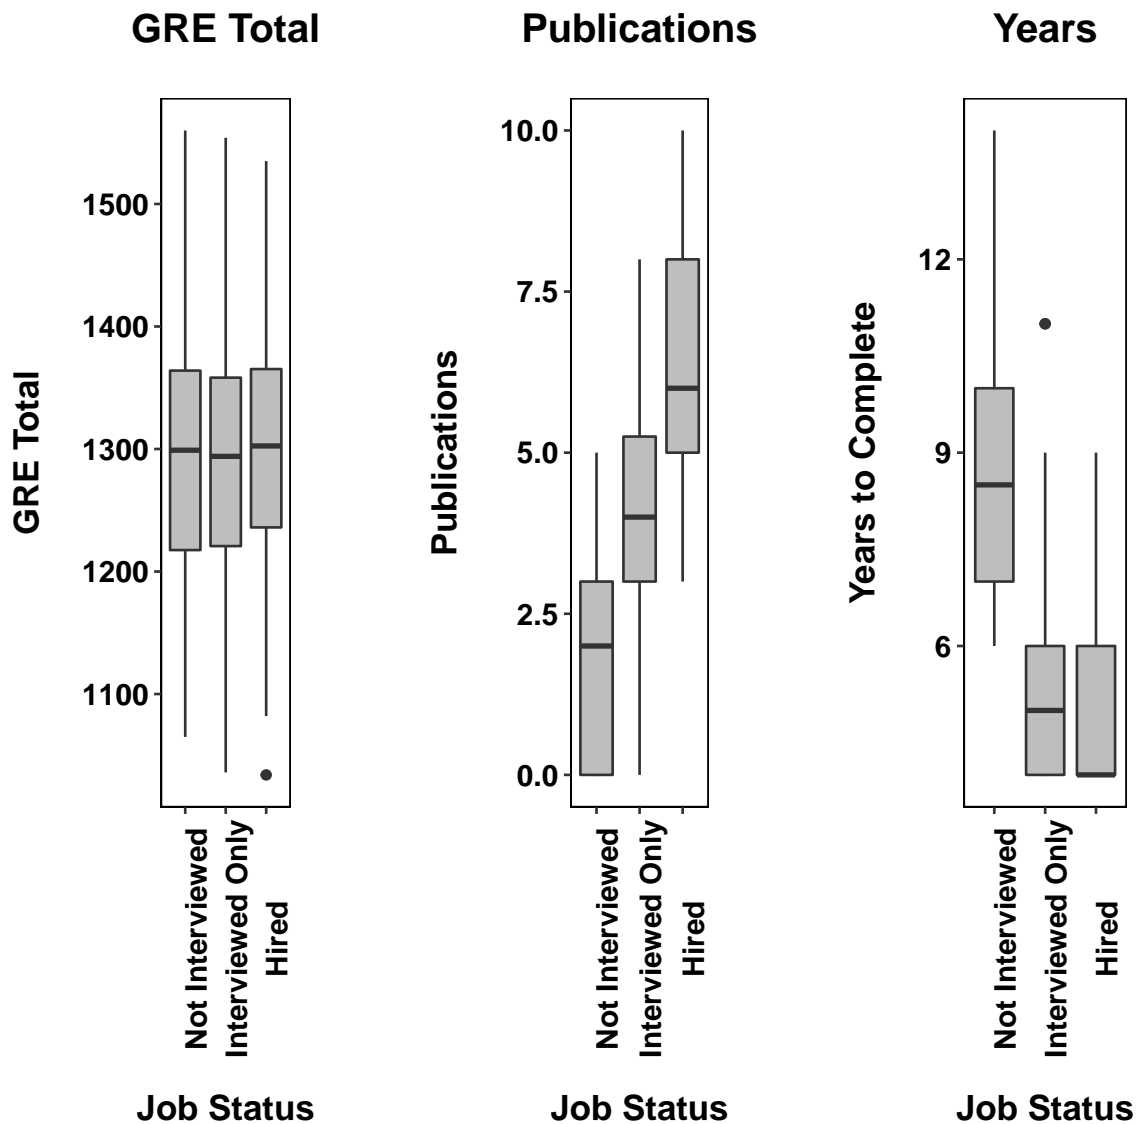 GRE Total
Publications
Years
GRE Total
1500
1400
1300
1200
1100
Not Interviewed
Interviewed Only
Hired
Job Status
Publications
10.0
7.5
5.0
2.5
0.0
Not Interviewed
Interviewed Only
Hired
Job Status
Years to Complete
12
9
6
Not Interviewed
Interviewed Only
Hired
Job Status